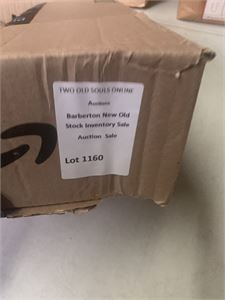 TWO OLD SOULS ONLINE
Auctions
Barberton New Old
Stock Inventory Sale
Auction Sale
Lot 1160